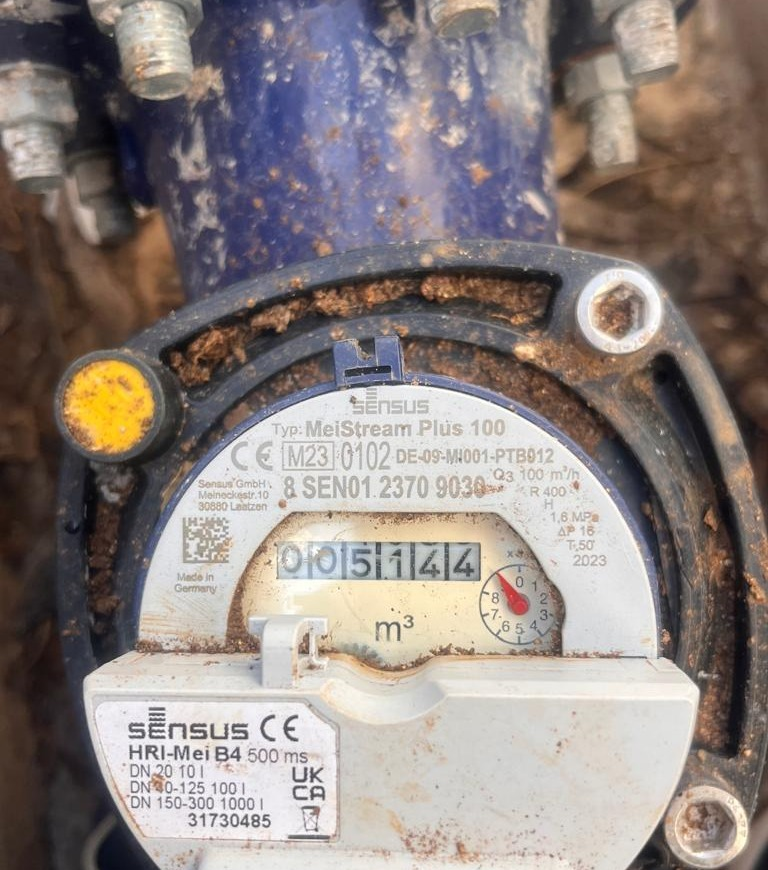 SENSUS
Typ: MeiStream Plus 100
CE M23 0102 DE-09-MI001-PTB012
8 SEN01 2370 9030
Sensus GmbH
Meineckestr.10
30880 Laatzen
Q3 100 m³/h
R 400
H
1,6 MPa
ΔP 16
T 50
2023
Made in
Germany
005144
m³
0
1
2
3
4
5
6
7
8
SENSUS CE
HRI-Mei B4 500 ms
DN 20 10 l
DN 40-125 100 l
DN 150-300 1000 l
UK
CA
31730485